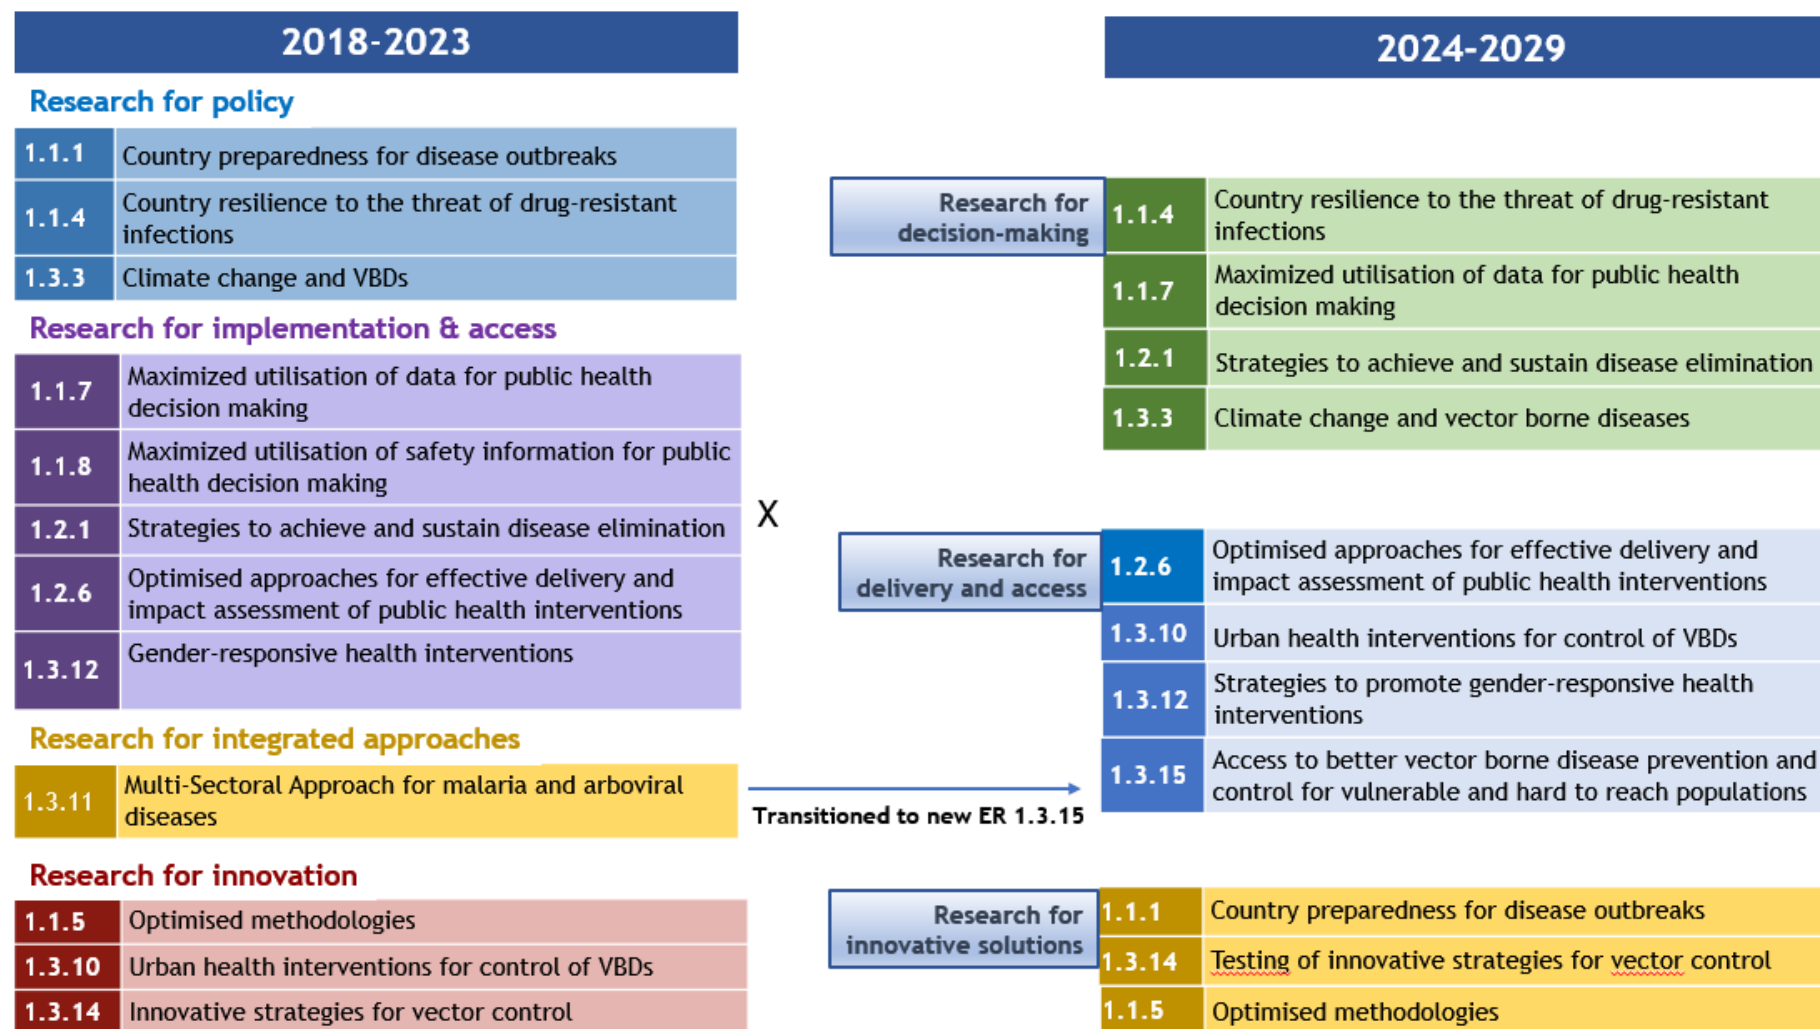 2018-2023
Research for policy
1.1.1
Country preparedness for disease outbreaks
1.1.4
Country resilience to the threat of drug-resistant
infections
1.3.3
Climate change and VBDs
Research for implementation & access
1.1.7
Maximized utilisation of data for public health
decision making
1.1.8
Maximized utilisation of safety information for public
health decision making
1.2.1
Strategies to achieve and sustain disease elimination
1.2.6
Optimised approaches for effective delivery and
impact assessment of public health interventions
1.3.12
Gender-responsive health interventions
X
Research for integrated approaches
1.3.11
Multi-Sectoral Approach for malaria and arboviral
diseases
Transitioned to new ER 1.3.15
Research for innovation
1.1.5
Optimised methodologies
1.3.10
Urban health interventions for control of VBDs
1.3.14
Innovative strategies for vector control
2024-2029
Research for
decision-making
1.1.4
Country resilience to the threat of drug-resistant
infections
1.1.7
Maximized utilisation of data for public health
decision making
1.2.1
Strategies to achieve and sustain disease elimination
1.3.3
Climate change and vector borne diseases
Research for
delivery and access
1.2.6
Optimised approaches for effective delivery and
impact assessment of public health interventions
1.3.10
Urban health interventions for control of VBDs
1.3.12
Strategies to promote gender-responsive health
interventions
1.3.15
Access to better vector borne disease prevention and
control for vulnerable and hard to reach populations
Research for
innovative solutions
1.1.1
Country preparedness for disease outbreaks
1.3.14
Testing of innovative strategies for vector control
1.1.5
Optimised methodologies